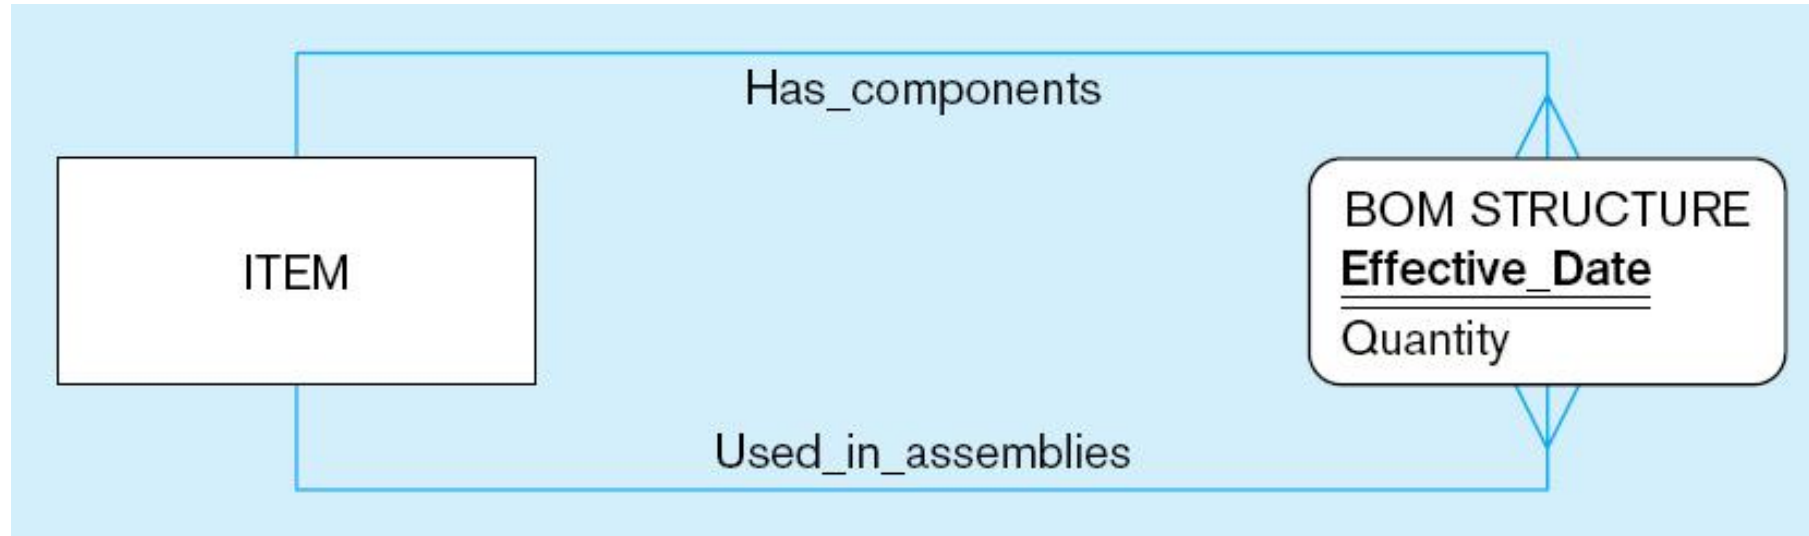 Has_components
ITEM
BOM STRUCTURE
Effective_Date
Quantity
Used_in_assemblies